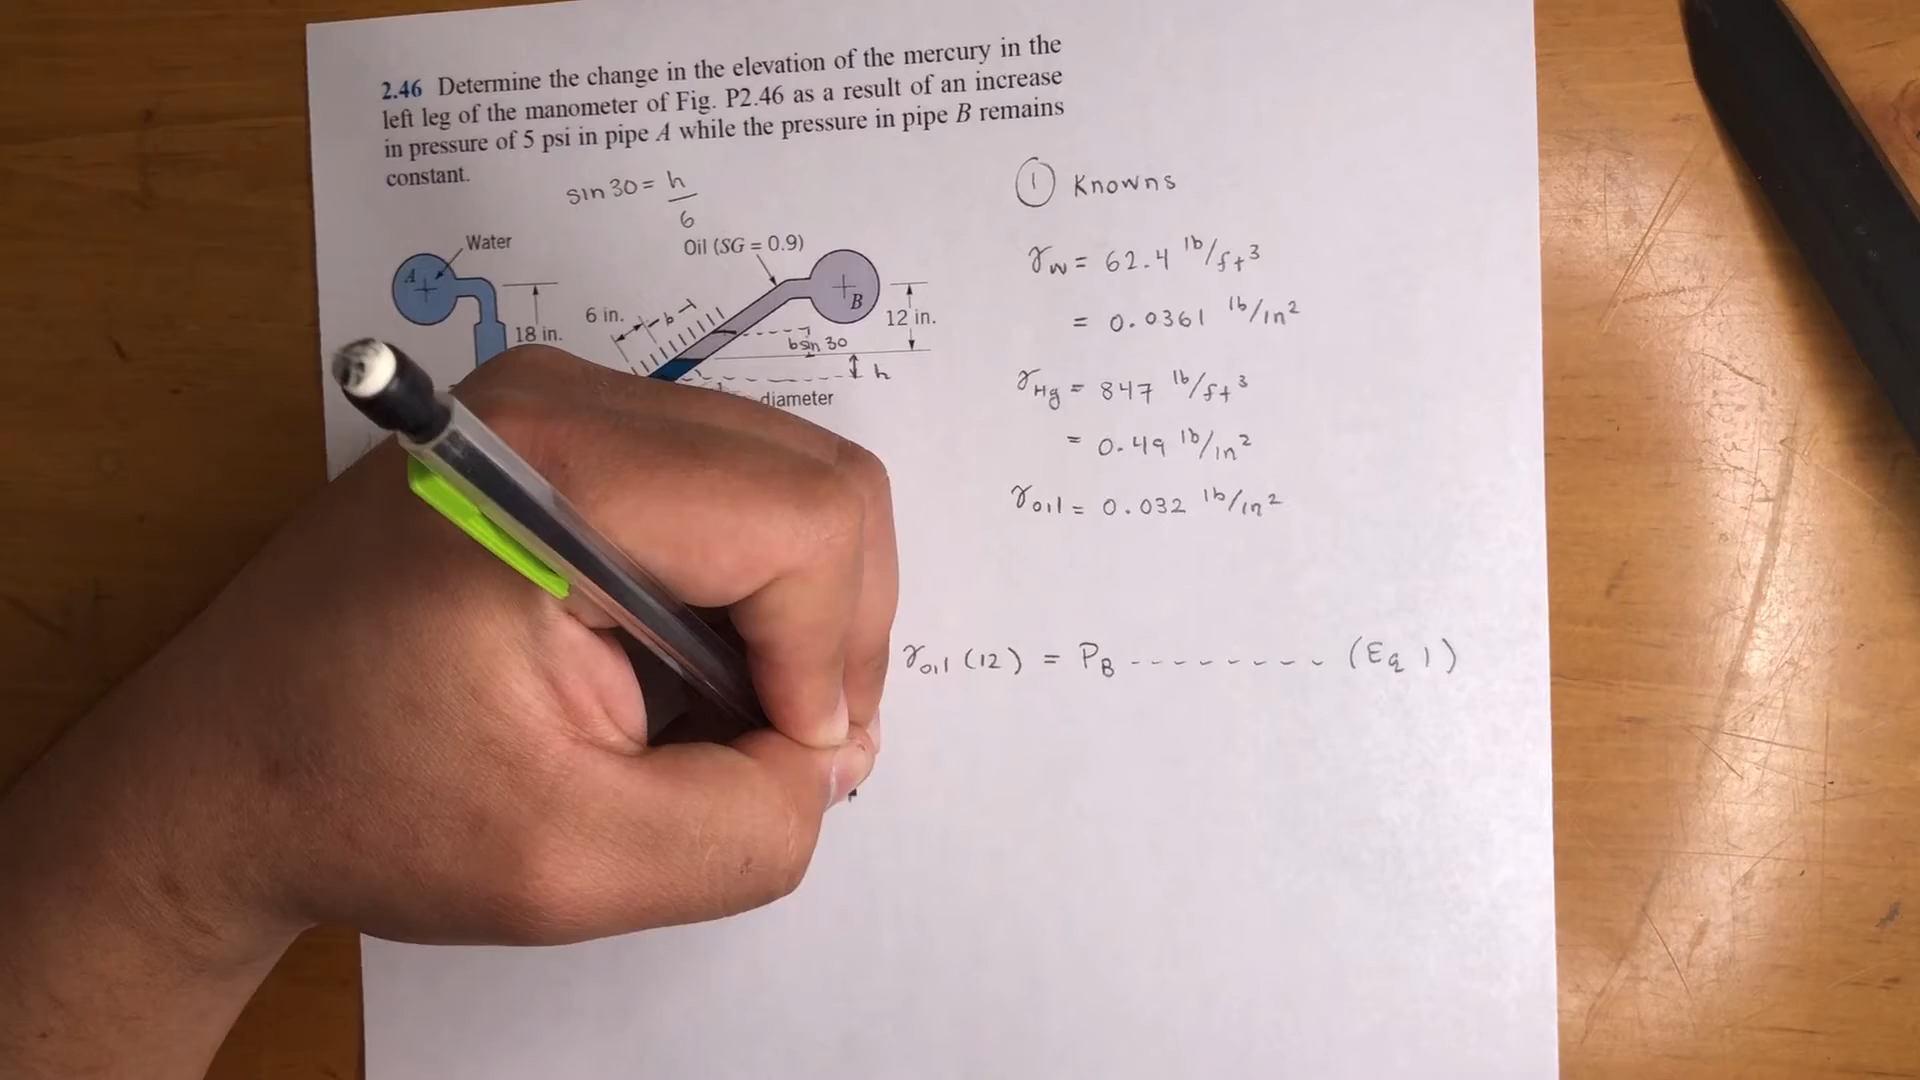 2.46 Determine the change in the elevation of the mercury in the
left leg of the manometer of Fig. P2.46 as a result of an increase
in pressure of 5 psi in pipe A while the pressure in pipe B remains
constant.
sin 30 = h
6
Water
Oil (SG = 0.9)
A
B
6 in.
b
18 in.
12 in.
b sin 30
h
diameter
1 Knowns
γw = 62.4 lb/ft3
= 0.0361 lb/in2
γHg = 847 lb/ft3
= 0.49 lb/in2
γoil = 0.032 lb/in2
γoil (12) = PB -------- (Eq 1)